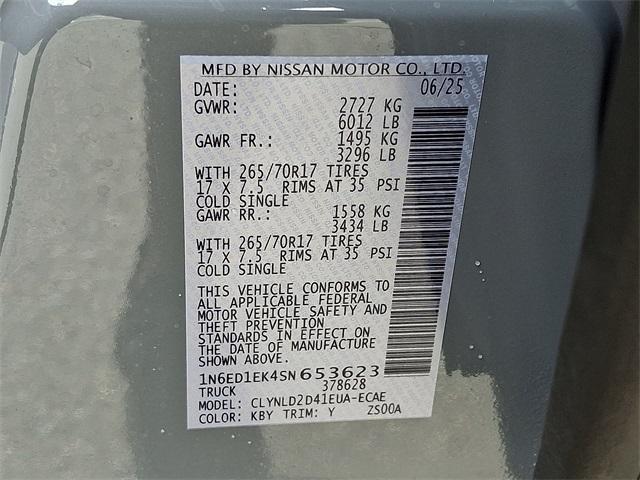 MFD BY NISSAN MOTOR CO., LTD.
DATE: 06/25
GVWR: 2727 KG
6012 LB
GAWR FR.: 1495 KG
3296 LB
WITH 265/70R17 TIRES
17 X 7.5 RIMS AT 35 PSI
COLD SINGLE
GAWR RR.: 1558 KG
3434 LB
WITH 265/70R17 TIRES
17 X 7.5 RIMS AT 35 PSI
COLD SINGLE
THIS VEHICLE CONFORMS TO
ALL APPLICABLE FEDERAL
MOTOR VEHICLE SAFETY AND
THEFT PREVENTION
STANDARDS IN EFFECT ON
THE DATE OF MANUFACTURE
SHOWN ABOVE.
1N6ED1EK4SN653623
TRUCK 378628
MODEL: CLYNLD2D41EUA-ECAE
COLOR: KBY TRIM: Y ZS00A